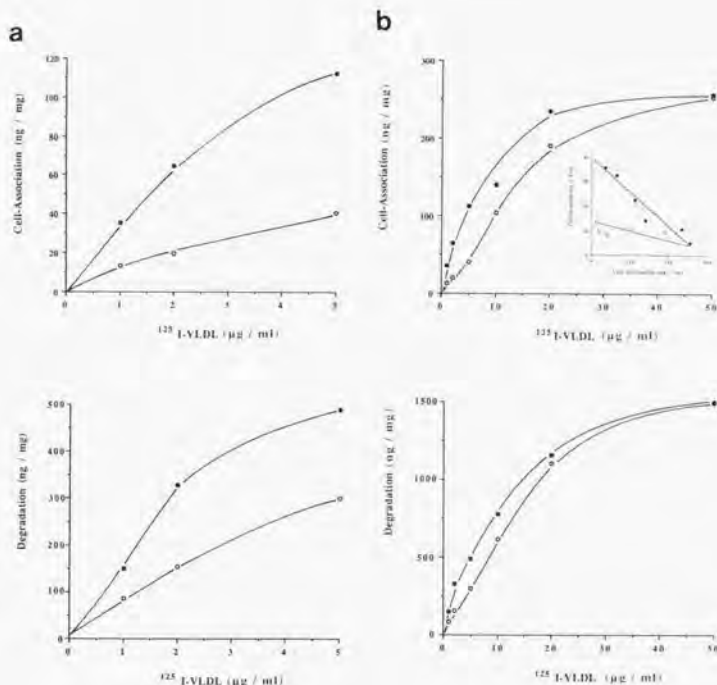 a
b
120
100
80
60
40
20
0
Cell-Association (ng / mg)
0 1 2 3 4 5
125 I-VLDL (µg / ml)
300
200
100
0
Cell-Association (ng / mg)
0 10 20 30 40 50
125 I-VLDL (µg / ml)
500
400
300
200
100
0
Degradation (ng / mg)
0 1 2 3 4 5
125 I-VLDL (µg / ml)
1500
1000
500
0
Degradation (ng / mg)
0 10 20 30 40 50
125 I-VLDL (µg / ml)